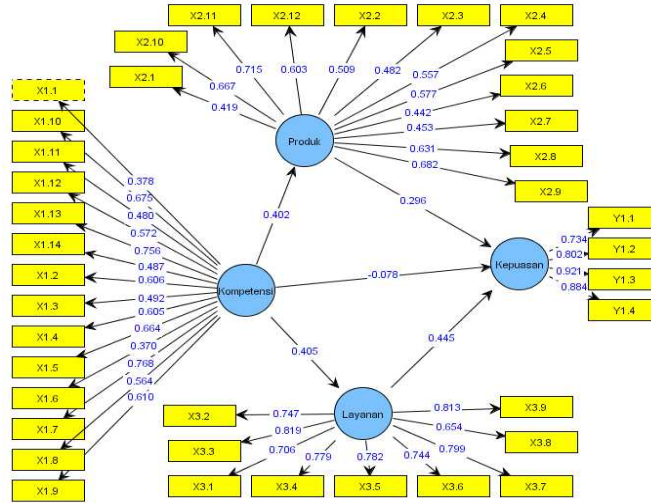 X2.11
X2.12
X2.2
X2.3
X2.4
X2.10
X2.5
X2.1
X2.6
X2.7
X2.8
X2.9
0.715
0.603
0.509
0.482
0.557
0.667
0.577
0.419
0.442
0.453
0.631
0.682
Produk
X1.1
X1.10
X1.11
X1.12
X1.13
X1.14
X1.2
X1.3
X1.4
X1.5
X1.6
X1.7
X1.8
X1.9
0.378
0.675
0.480
0.572
0.756
0.487
0.606
0.492
0.605
0.664
0.370
0.768
0.564
0.610
Kompetensi
0.402
0.296
-0.078
0.405
0.445
Kepuasan
0.734
0.802
0.921
0.884
Y1.1
Y1.2
Y1.3
Y1.4
Layanan
X3.2
0.747
0.813
X3.9
X3.3
0.819
0.654
X3.8
0.706
0.779
0.782
0.744
0.799
X3.1
X3.4
X3.5
X3.6
X3.7